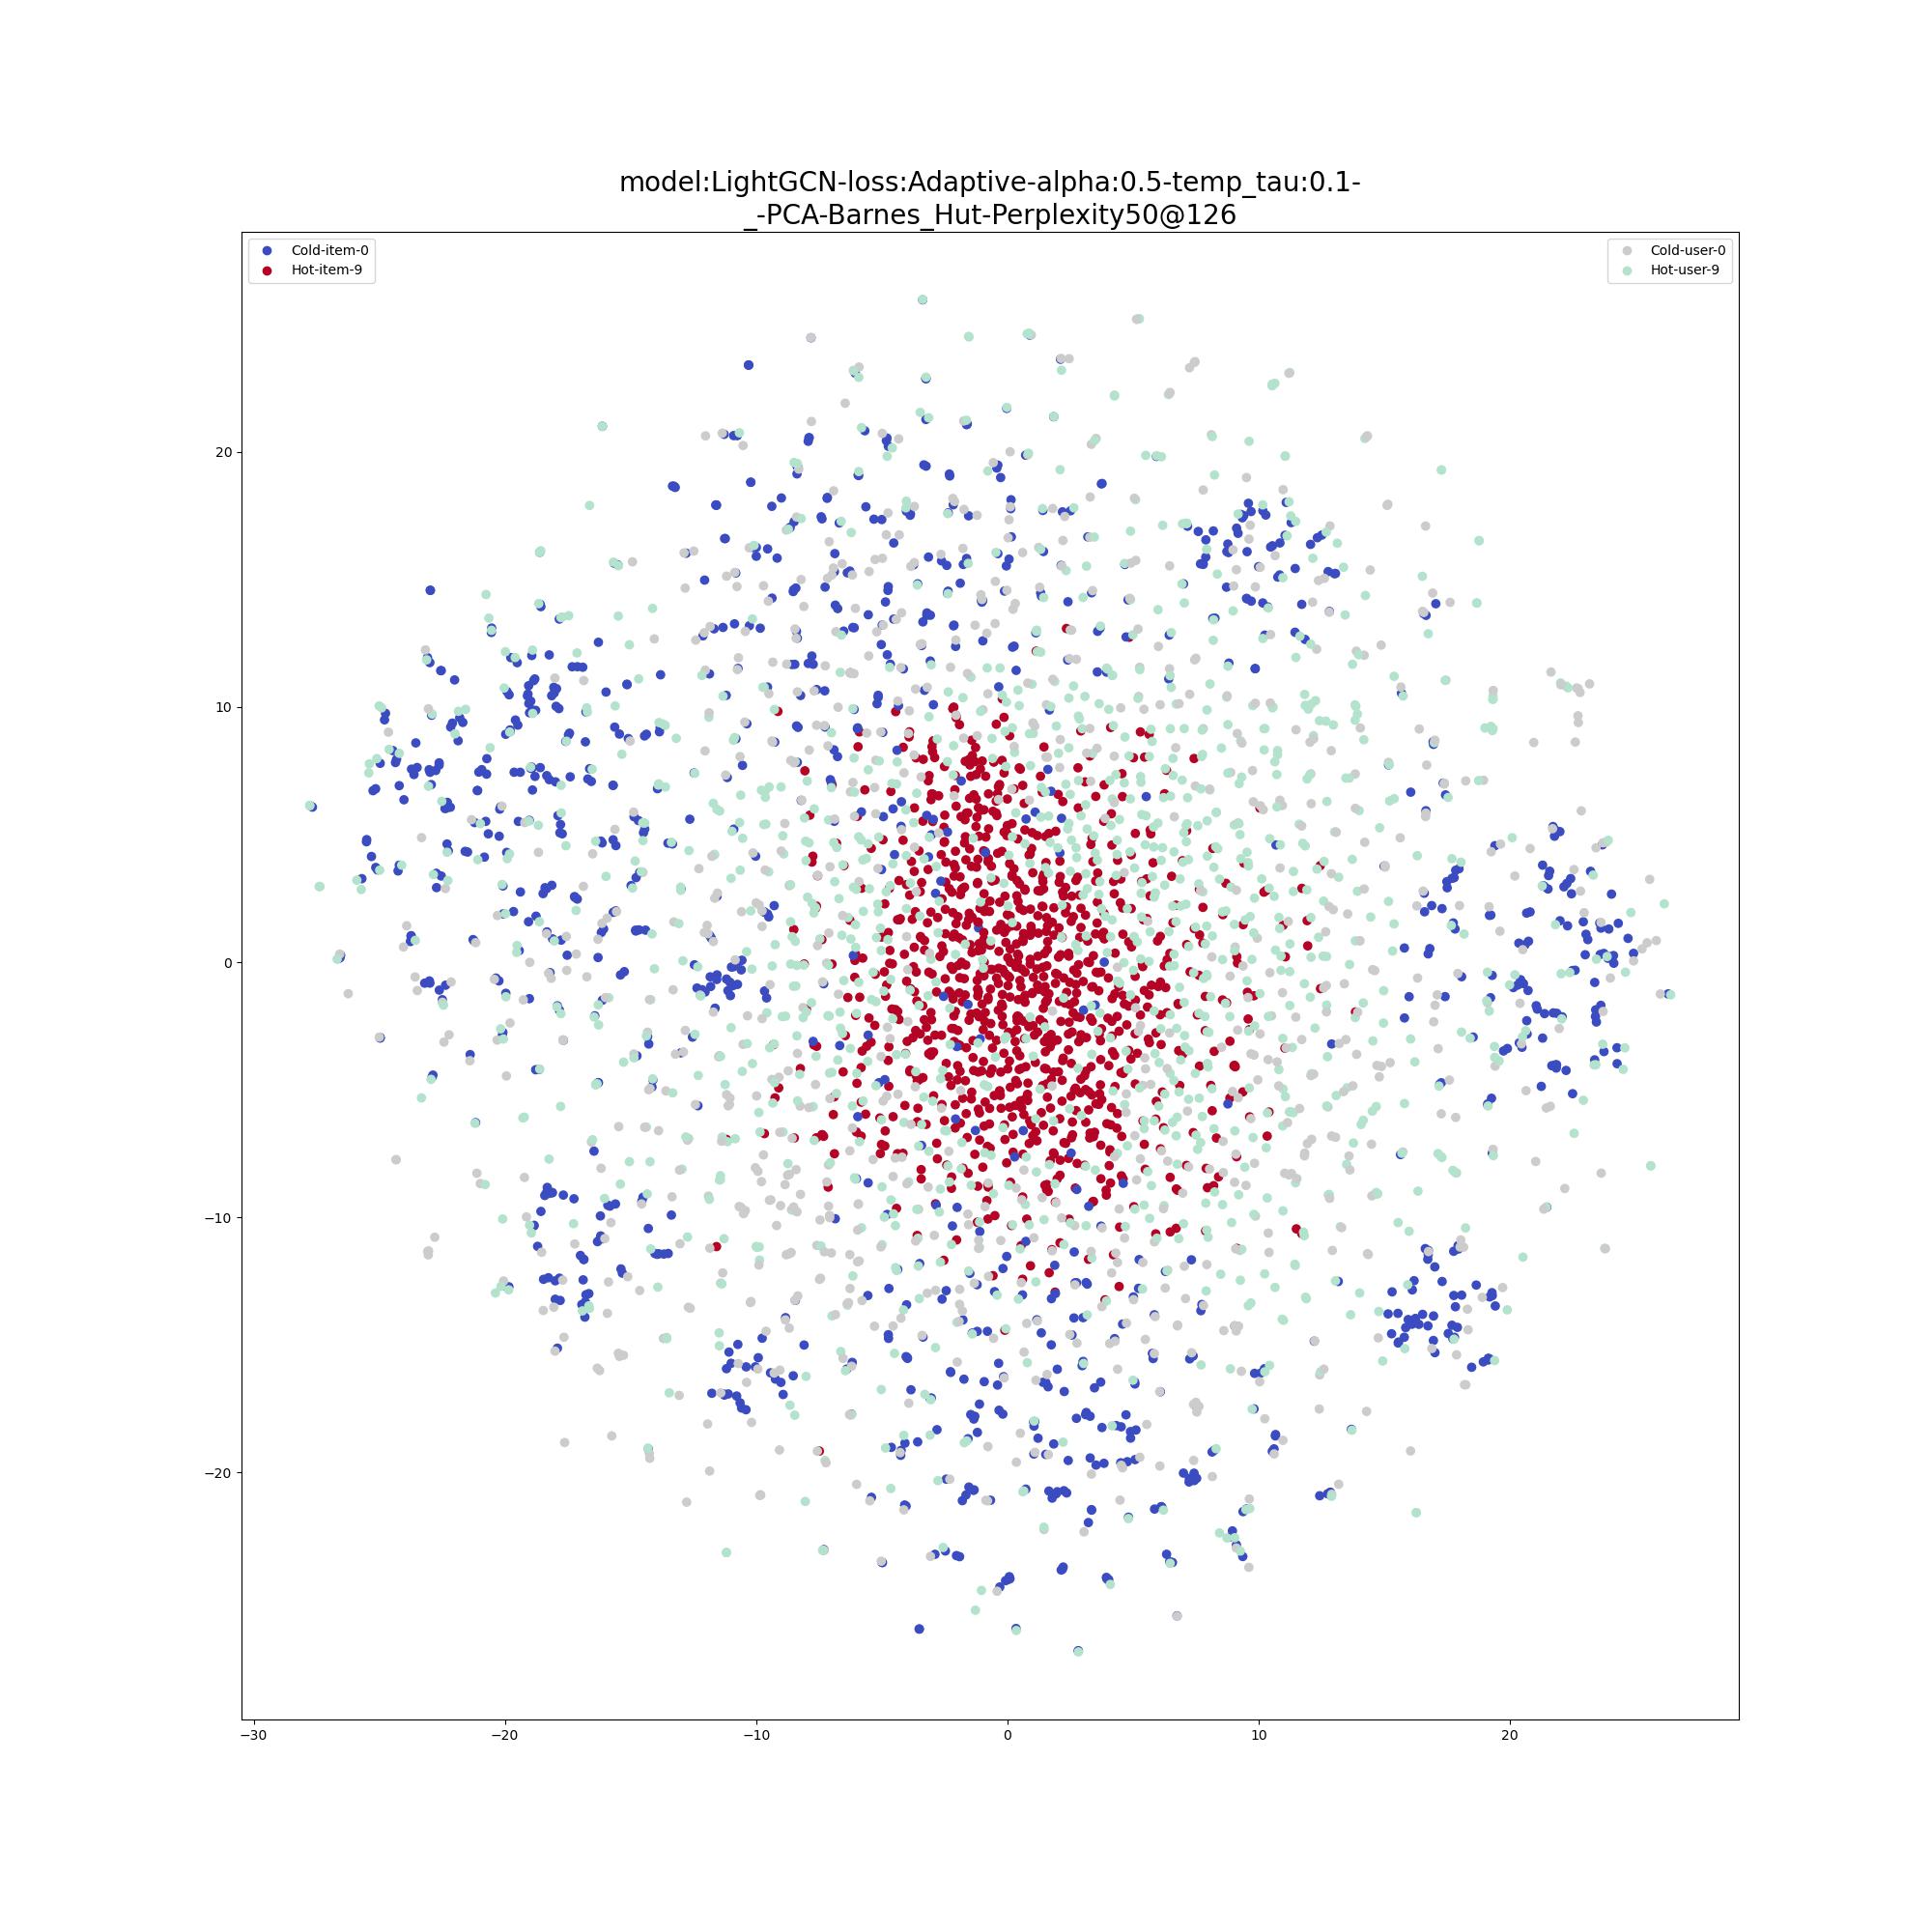 model:LightGCN-loss:Adaptive-alpha:0.5-temp_tau:0.1-
_-PCA-Barnes_Hut-Perplexity50@126
Cold-item-0
Hot-item-9
Cold-user-0
Hot-user-9
20
10
0
−10
−20
−30
−20
−10
0
10
20